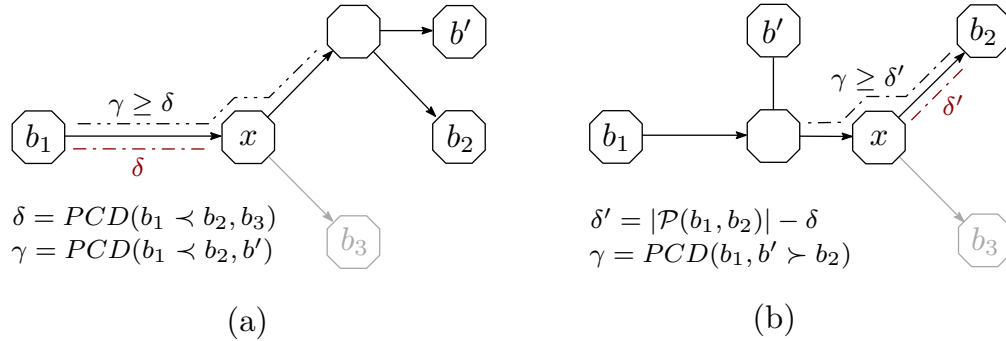 b′
γ ≥ δ
b₁
x
b₂
δ
b₃
δ = PCD(b₁ ≺ b₂, b₃)
γ = PCD(b₁ ≺ b₂, b′)
(a)
b′
b₂
γ ≥ δ′
δ′
b₁
x
b₃
δ′ = |𝒫(b₁, b₂)| − δ
γ = PCD(b₁, b′ ≻ b₂)
(b)